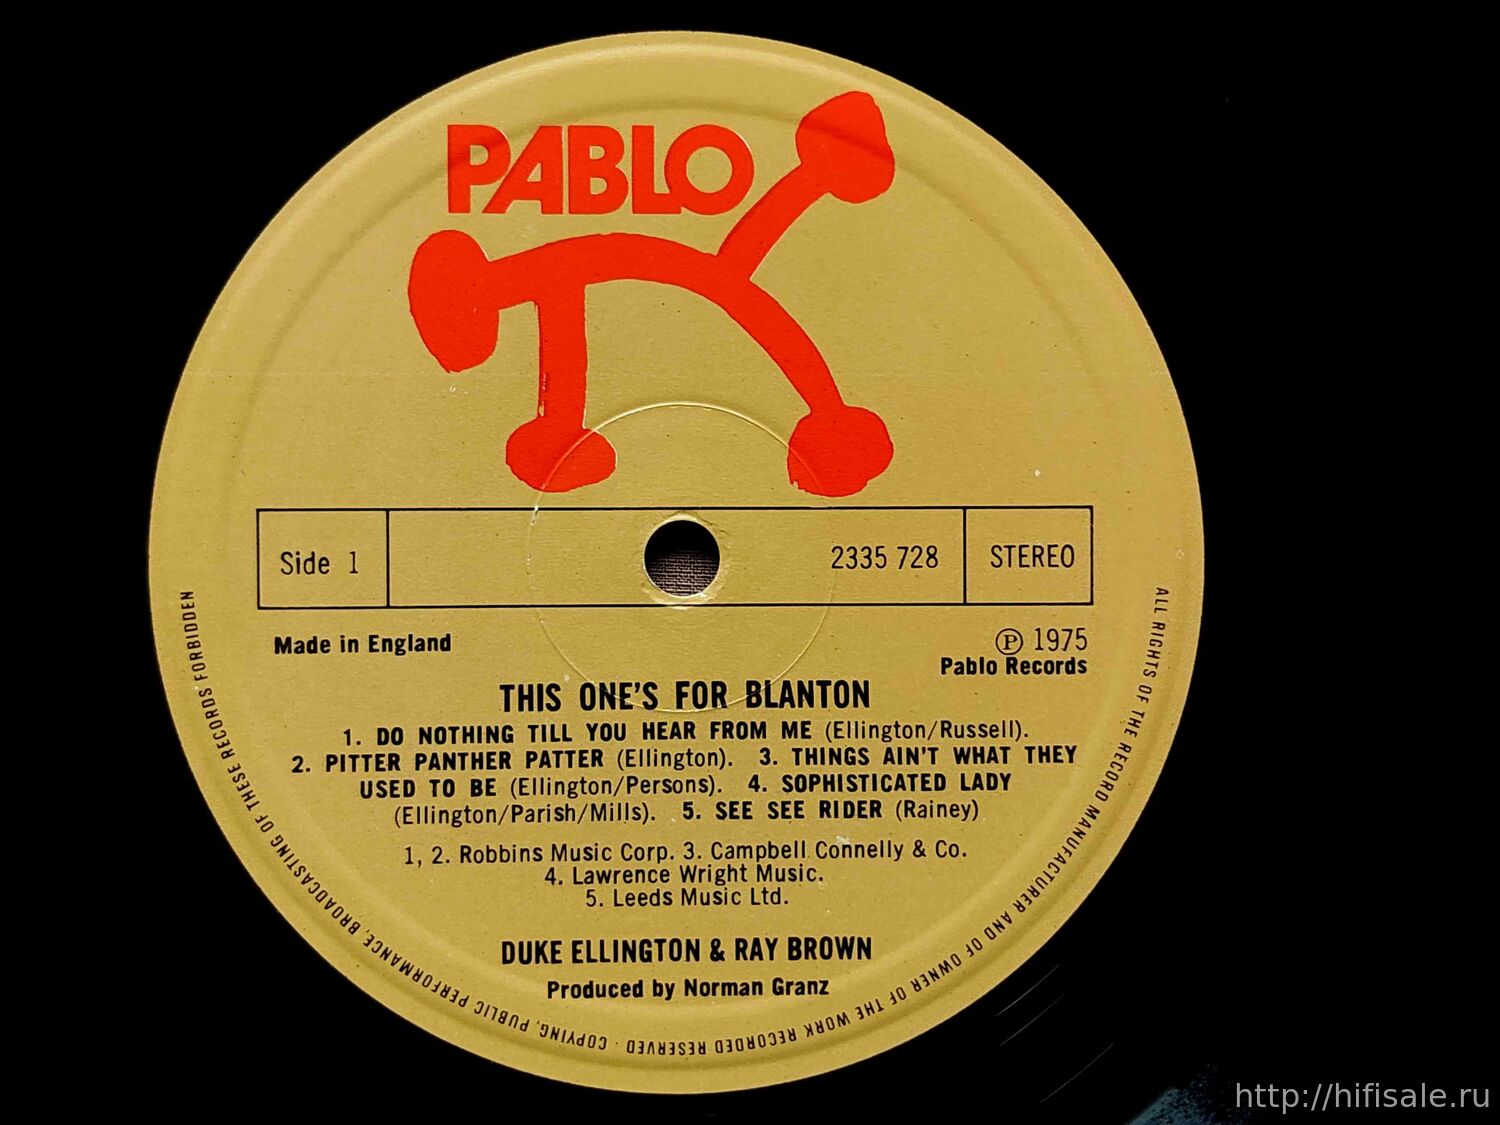 PABLO
Side 1
2335 728
STEREO
Made in England
Ⓟ 1975
Pablo Records
THIS ONE'S FOR BLANTON
1. DO NOTHING TILL YOU HEAR FROM ME (Ellington/Russell).
2. PITTER PANTHER PATTER (Ellington). 3. THINGS AIN'T WHAT THEY
USED TO BE (Ellington/Persons). 4. SOPHISTICATED LADY
(Ellington/Parish/Mills). 5. SEE SEE RIDER (Rainey)
1, 2. Robbins Music Corp. 3. Campbell Connelly & Co.
4. Lawrence Wright Music.
5. Leeds Music Ltd.
DUKE ELLINGTON & RAY BROWN
Produced by Norman Granz
ALL RIGHTS OF THE RECORD MANUFACTURER AND OF OWNER OF THE WORK RECORDED RESERVED · COPYING, PUBLIC PERFORMANCE, BROADCASTING OF THESE RECORDS FORBIDDEN
http://hifisale.ru